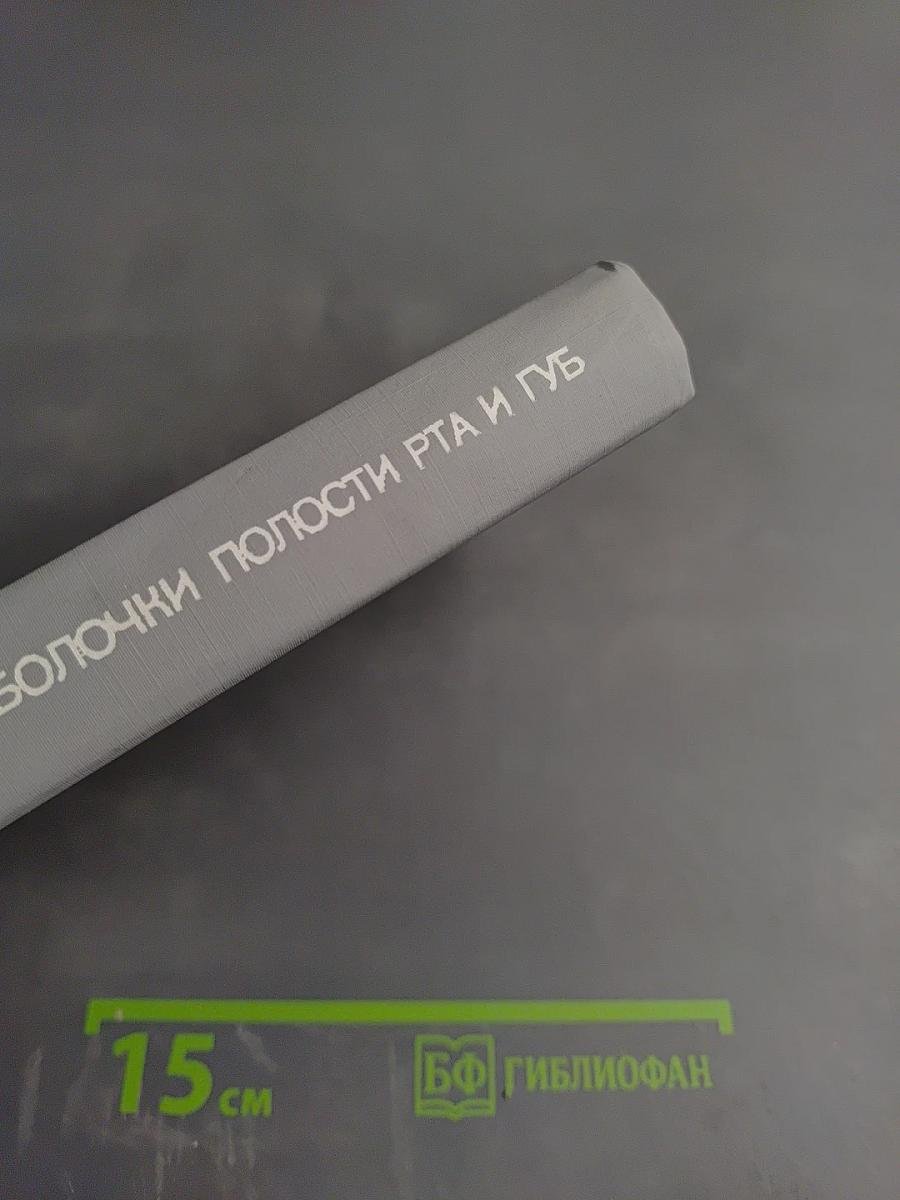 БОЛОЧКИ ПОЛОСТИ РТА И ГУБ
15 см
БФ ГИБЛИОФАН